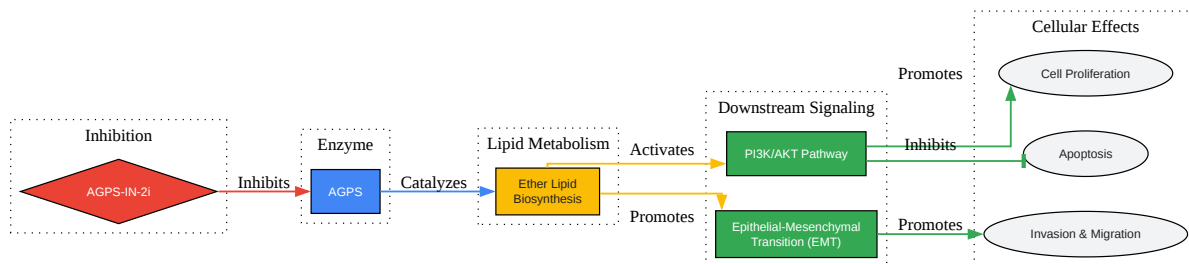 Inhibition
AGPS-IN-2i
Inhibits
Enzyme
AGPS
Catalyzes
Lipid Metabolism
Ether Lipid
Biosynthesis
Activates
Promotes
Downstream Signaling
PI3K/AKT Pathway
Epithelial-Mesenchymal
Transition (EMT)
Promotes
Inhibits
Promotes
Cellular Effects
Cell Proliferation
Apoptosis
Invasion & Migration